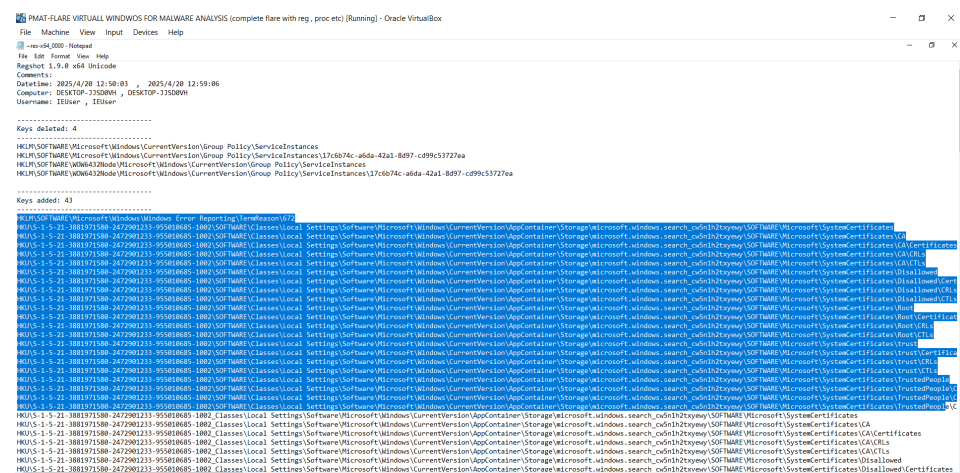 PMAT-FLARE VIRTUALL WINDWOS FOR MALWARE ANALYSIS (complete flare with reg , proc etc) [Running] - Oracle VirtualBox
File Machine View Input Devices Help
~res-x64_0000 - Notepad
File Edit Format View Help
Regshot 1.9.0 x64 Unicode
Comments:
Datetime: 2025/4/20 12:50:03 , 2025/4/20 12:59:06
Computer: DESKTOP-JJSD0VH , DESKTOP-JJSD0VH
Username: IEUser , IEUser
----------------------------------
Keys deleted: 4
----------------------------------
HKLM\SOFTWARE\Microsoft\Windows\CurrentVersion\Group Policy\ServiceInstances
HKLM\SOFTWARE\Microsoft\Windows\CurrentVersion\Group Policy\ServiceInstances\17c6b74c-a6da-42a1-8d97-cd99c53727ea
HKLM\SOFTWARE\WOW6432Node\Microsoft\Windows\CurrentVersion\Group Policy\ServiceInstances
HKLM\SOFTWARE\WOW6432Node\Microsoft\Windows\CurrentVersion\Group Policy\ServiceInstances\17c6b74c-a6da-42a1-8d97-cd99c53727ea
----------------------------------
Keys added: 43
----------------------------------
HKLM\SOFTWARE\Microsoft\Windows\Windows Error Reporting\TermReason\672
HKU\S-1-5-21-3881971580-2472901233-955010685-1002\SOFTWARE\Classes\Local Settings\Software\Microsoft\Windows\CurrentVersion\AppContainer\Storage\microsoft.windows.search_cw5n1h2txyewy\SOFTWARE\Microsoft\SystemCertificates
HKU\S-1-5-21-3881971580-2472901233-955010685-1002\SOFTWARE\Classes\Local Settings\Software\Microsoft\Windows\CurrentVersion\AppContainer\Storage\microsoft.windows.search_cw5n1h2txyewy\SOFTWARE\Microsoft\SystemCertificates\CA
HKU\S-1-5-21-3881971580-2472901233-955010685-1002\SOFTWARE\Classes\Local Settings\Software\Microsoft\Windows\CurrentVersion\AppContainer\Storage\microsoft.windows.search_cw5n1h2txyewy\SOFTWARE\Microsoft\SystemCertificates\CA\Certificates
HKU\S-1-5-21-3881971580-2472901233-955010685-1002\SOFTWARE\Classes\Local Settings\Software\Microsoft\Windows\CurrentVersion\AppContainer\Storage\microsoft.windows.search_cw5n1h2txyewy\SOFTWARE\Microsoft\SystemCertificates\CA\CRLs
HKU\S-1-5-21-3881971580-2472901233-955010685-1002\SOFTWARE\Classes\Local Settings\Software\Microsoft\Windows\CurrentVersion\AppContainer\Storage\microsoft.windows.search_cw5n1h2txyewy\SOFTWARE\Microsoft\SystemCertificates\CA\CTLs
HKU\S-1-5-21-3881971580-2472901233-955010685-1002\SOFTWARE\Classes\Local Settings\Software\Microsoft\Windows\CurrentVersion\AppContainer\Storage\microsoft.windows.search_cw5n1h2txyewy\SOFTWARE\Microsoft\SystemCertificates\Disallowed
HKU\S-1-5-21-3881971580-2472901233-955010685-1002\SOFTWARE\Classes\Local Settings\Software\Microsoft\Windows\CurrentVersion\AppContainer\Storage\microsoft.windows.search_cw5n1h2txyewy\SOFTWARE\Microsoft\SystemCertificates\Disallowed\Cert
HKU\S-1-5-21-3881971580-2472901233-955010685-1002\SOFTWARE\Classes\Local Settings\Software\Microsoft\Windows\CurrentVersion\AppContainer\Storage\microsoft.windows.search_cw5n1h2txyewy\SOFTWARE\Microsoft\SystemCertificates\Disallowed\CRLs
HKU\S-1-5-21-3881971580-2472901233-955010685-1002\SOFTWARE\Classes\Local Settings\Software\Microsoft\Windows\CurrentVersion\AppContainer\Storage\microsoft.windows.search_cw5n1h2txyewy\SOFTWARE\Microsoft\SystemCertificates\Disallowed\CTLs
HKU\S-1-5-21-3881971580-2472901233-955010685-1002\SOFTWARE\Classes\Local Settings\Software\Microsoft\Windows\CurrentVersion\AppContainer\Storage\microsoft.windows.search_cw5n1h2txyewy\SOFTWARE\Microsoft\SystemCertificates\Root
HKU\S-1-5-21-3881971580-2472901233-955010685-1002\SOFTWARE\Classes\Local Settings\Software\Microsoft\Windows\CurrentVersion\AppContainer\Storage\microsoft.windows.search_cw5n1h2txyewy\SOFTWARE\Microsoft\SystemCertificates\Root\Certificat
HKU\S-1-5-21-3881971580-2472901233-955010685-1002\SOFTWARE\Classes\Local Settings\Software\Microsoft\Windows\CurrentVersion\AppContainer\Storage\microsoft.windows.search_cw5n1h2txyewy\SOFTWARE\Microsoft\SystemCertificates\Root\CRLs
HKU\S-1-5-21-3881971580-2472901233-955010685-1002\SOFTWARE\Classes\Local Settings\Software\Microsoft\Windows\CurrentVersion\AppContainer\Storage\microsoft.windows.search_cw5n1h2txyewy\SOFTWARE\Microsoft\SystemCertificates\Root\CTLs
HKU\S-1-5-21-3881971580-2472901233-955010685-1002\SOFTWARE\Classes\Local Settings\Software\Microsoft\Windows\CurrentVersion\AppContainer\Storage\microsoft.windows.search_cw5n1h2txyewy\SOFTWARE\Microsoft\SystemCertificates\trust
HKU\S-1-5-21-3881971580-2472901233-955010685-1002\SOFTWARE\Classes\Local Settings\Software\Microsoft\Windows\CurrentVersion\AppContainer\Storage\microsoft.windows.search_cw5n1h2txyewy\SOFTWARE\Microsoft\SystemCertificates\trust\Certifica
HKU\S-1-5-21-3881971580-2472901233-955010685-1002\SOFTWARE\Classes\Local Settings\Software\Microsoft\Windows\CurrentVersion\AppContainer\Storage\microsoft.windows.search_cw5n1h2txyewy\SOFTWARE\Microsoft\SystemCertificates\trust\CRLs
HKU\S-1-5-21-3881971580-2472901233-955010685-1002\SOFTWARE\Classes\Local Settings\Software\Microsoft\Windows\CurrentVersion\AppContainer\Storage\microsoft.windows.search_cw5n1h2txyewy\SOFTWARE\Microsoft\SystemCertificates\trust\CTLs
HKU\S-1-5-21-3881971580-2472901233-955010685-1002\SOFTWARE\Classes\Local Settings\Software\Microsoft\Windows\CurrentVersion\AppContainer\Storage\microsoft.windows.search_cw5n1h2txyewy\SOFTWARE\Microsoft\SystemCertificates\TrustedPeople
HKU\S-1-5-21-3881971580-2472901233-955010685-1002\SOFTWARE\Classes\Local Settings\Software\Microsoft\Windows\CurrentVersion\AppContainer\Storage\microsoft.windows.search_cw5n1h2txyewy\SOFTWARE\Microsoft\SystemCertificates\TrustedPeople\C
HKU\S-1-5-21-3881971580-2472901233-955010685-1002\SOFTWARE\Classes\Local Settings\Software\Microsoft\Windows\CurrentVersion\AppContainer\Storage\microsoft.windows.search_cw5n1h2txyewy\SOFTWARE\Microsoft\SystemCertificates\TrustedPeople\C
HKU\S-1-5-21-3881971580-2472901233-955010685-1002\SOFTWARE\Classes\Local Settings\Software\Microsoft\Windows\CurrentVersion\AppContainer\Storage\microsoft.windows.search_cw5n1h2txyewy\SOFTWARE\Microsoft\SystemCertificates\TrustedPeople\C
HKU\S-1-5-21-3881971580-2472901233-955010685-1002_Classes\Local Settings\Software\Microsoft\Windows\CurrentVersion\AppContainer\Storage\microsoft.windows.search_cw5n1h2txyewy\SOFTWARE\Microsoft\SystemCertificates
HKU\S-1-5-21-3881971580-2472901233-955010685-1002_Classes\Local Settings\Software\Microsoft\Windows\CurrentVersion\AppContainer\Storage\microsoft.windows.search_cw5n1h2txyewy\SOFTWARE\Microsoft\SystemCertificates\CA
HKU\S-1-5-21-3881971580-2472901233-955010685-1002_Classes\Local Settings\Software\Microsoft\Windows\CurrentVersion\AppContainer\Storage\microsoft.windows.search_cw5n1h2txyewy\SOFTWARE\Microsoft\SystemCertificates\CA\Certificates
HKU\S-1-5-21-3881971580-2472901233-955010685-1002_Classes\Local Settings\Software\Microsoft\Windows\CurrentVersion\AppContainer\Storage\microsoft.windows.search_cw5n1h2txyewy\SOFTWARE\Microsoft\SystemCertificates\CA\CRLs
HKU\S-1-5-21-3881971580-2472901233-955010685-1002_Classes\Local Settings\Software\Microsoft\Windows\CurrentVersion\AppContainer\Storage\microsoft.windows.search_cw5n1h2txyewy\SOFTWARE\Microsoft\SystemCertificates\CA\CTLs
HKU\S-1-5-21-3881971580-2472901233-955010685-1002_Classes\Local Settings\Software\Microsoft\Windows\CurrentVersion\AppContainer\Storage\microsoft.windows.search_cw5n1h2txyewy\SOFTWARE\Microsoft\SystemCertificates\Disallowed
HKU\S-1-5-21-3881971580-2472901233-955010685-1002_Classes\Local Settings\Software\Microsoft\Windows\CurrentVersion\AppContainer\Storage\microsoft.windows.search_cw5n1h2txyewy\SOFTWARE\Microsoft\SystemCertificates\Disallowed\Certificates